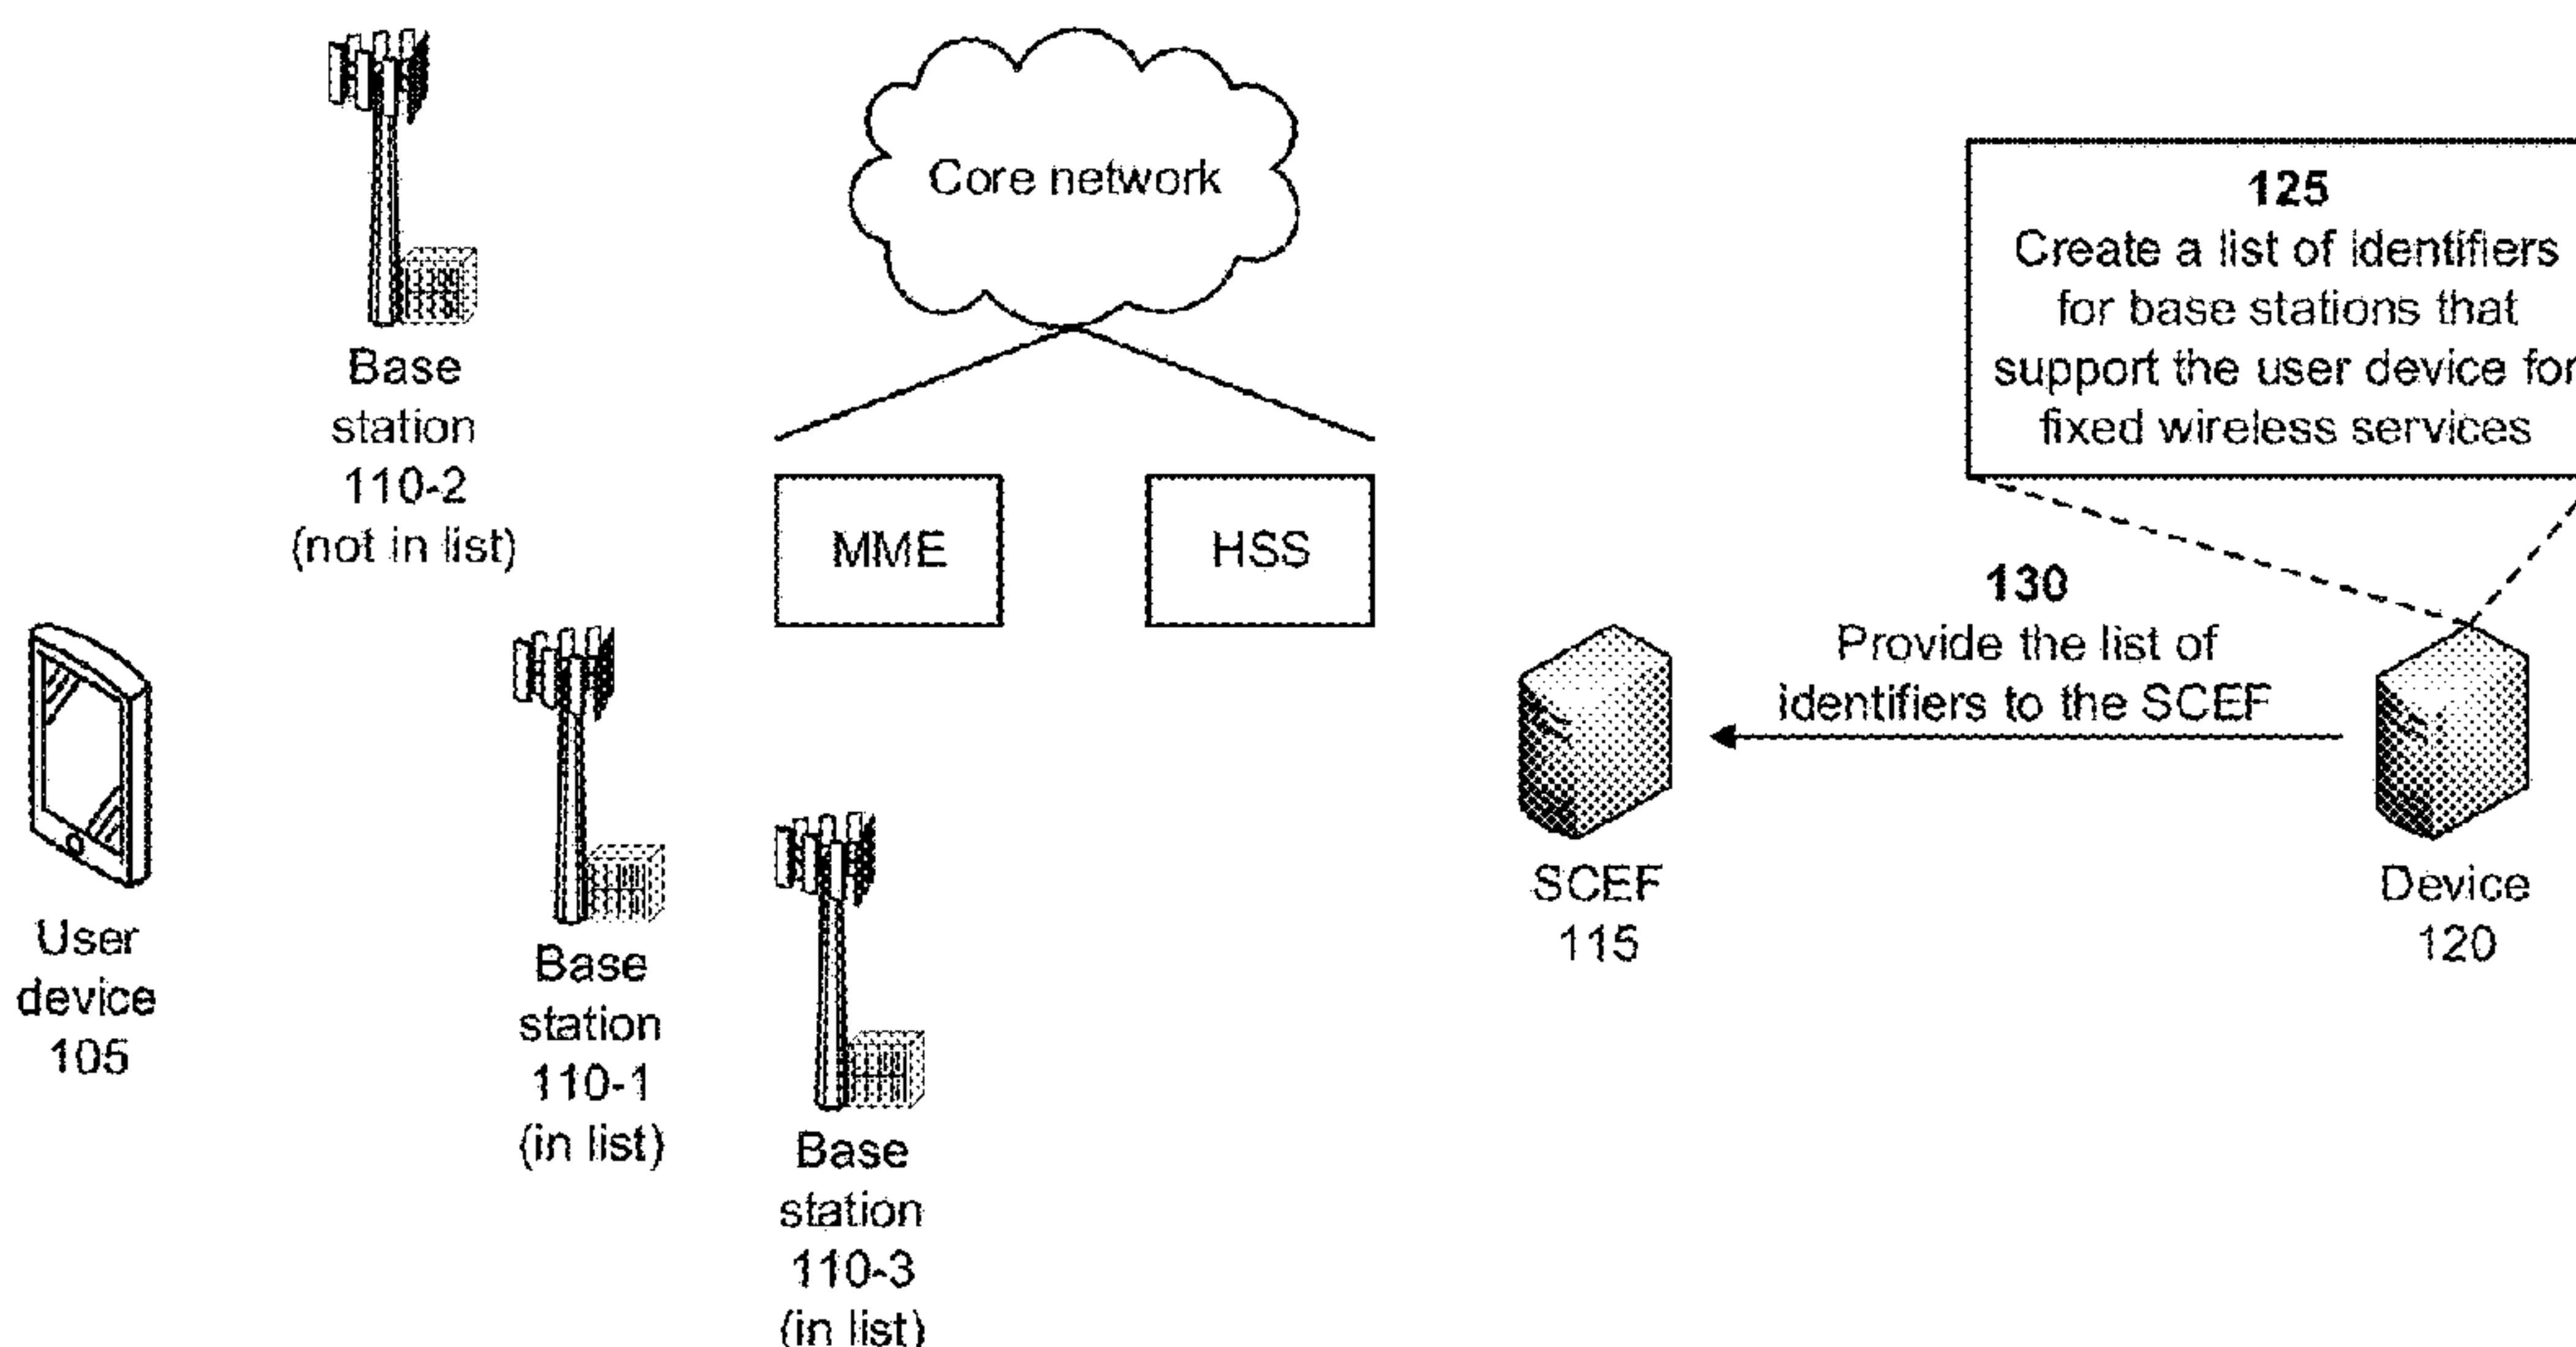 Core network
125
Create a list of identifiers
for base stations that
support the user device for
fixed wireless services
Base
station
110-2
(not in list)
MME
HSS
130
Provide the list of
identifiers to the SCEF
User
device
105
Base
station
110-1
(in list)
Base
station
110-3
(in list)
SCEF
115
Device
120